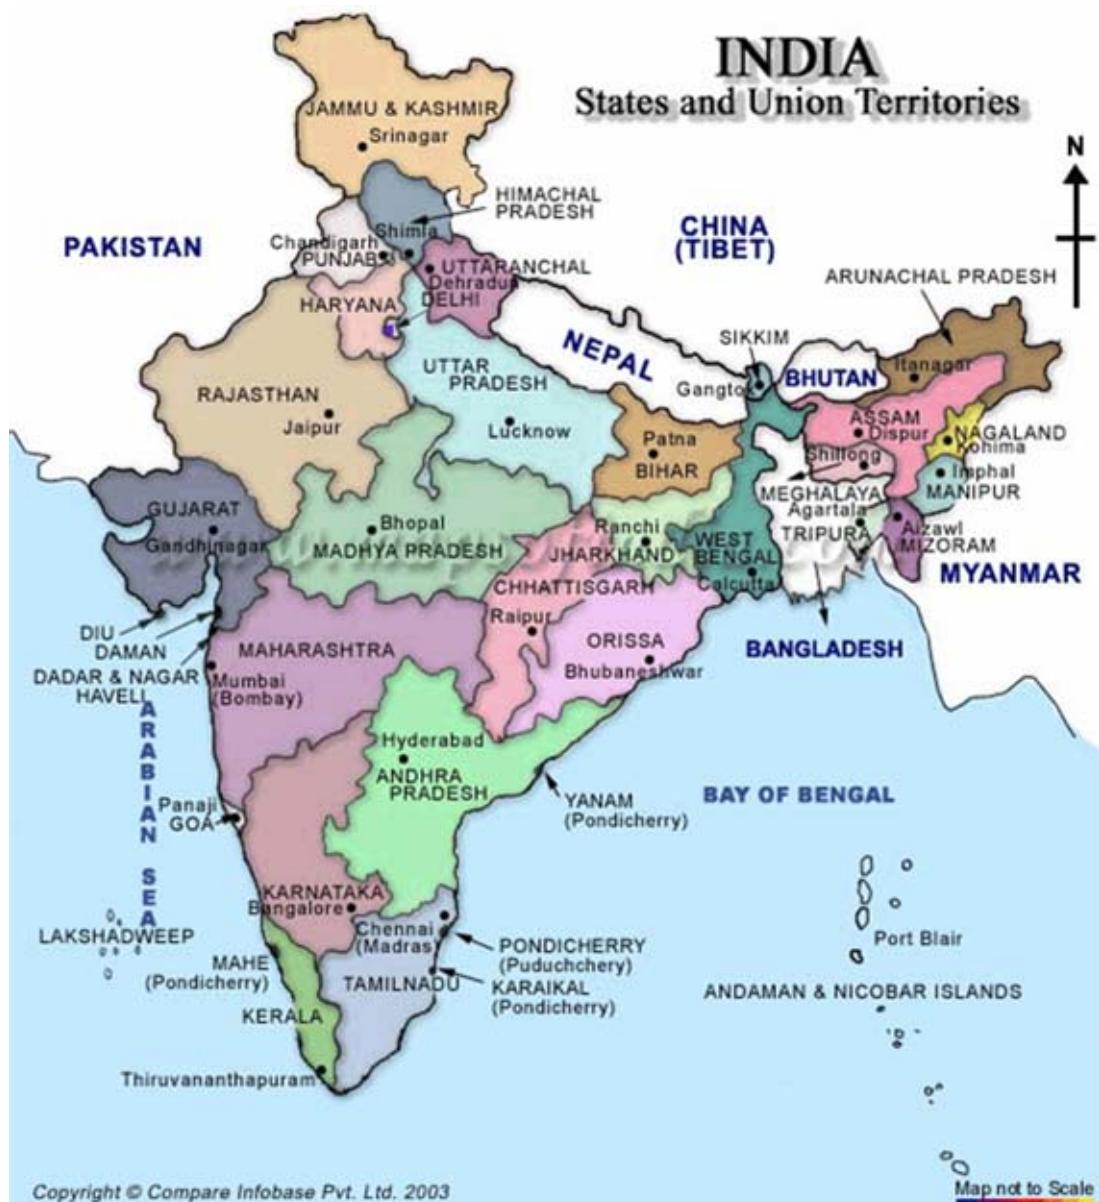 INDIA
States and Union Territories
N
JAMMU & KASHMIR
Srinagar
HIMACHAL
PRADESH
Shimla
CHINA
(TIBET)
PAKISTAN
Chandigarh
PUNJAB
UTTARANCHAL
Dehradun
ARUNACHAL PRADESH
HARYANA
DELHI
NEPAL
SIKKIM
UTTAR
PRADESH
Gangtok
BHUTAN
Itanagar
RAJASTHAN
Jaipur
Lucknow
Patna
BIHAR
ASSAM
Dispur
NAGALAND
Kohima
Shillong
Imphal
MANIPUR
MEGHALAYA
Agartala
TRIPURA
GUJARAT
Gandhinagar
Bhopal
MADHYA PRADESH
Ranchi
JHARKHAND
WEST
BENGAL
Calcutta
Aizawl
MIZORAM
MYANMAR
CHHATTISGARH
Raipur
DIU
DAMAN
DADAR & NAGAR
HAVELI
MAHARASHTRA
Mumbai
(Bombay)
ORISSA
Bhubaneshwar
BANGLADESH
ARABIAN SEA
Hyderabad
ANDHRA
PRADESH
YANAM
(Pondicherry)
BAY OF BENGAL
Panaji
GOA
KARNATAKA
Bangalore
Chennai
(Madras)
LAKSHADWEEP
MAHE
(Pondicherry)
PONDICHERRY
(Puduchchery)
Port Blair
TAMILNADU
KARAIKAL
(Pondicherry)
ANDAMAN & NICOBAR ISLANDS
KERALA
Thiruvananthapuram
Copyright © Compare Infobase Pvt. Ltd. 2003
Map not to Scale